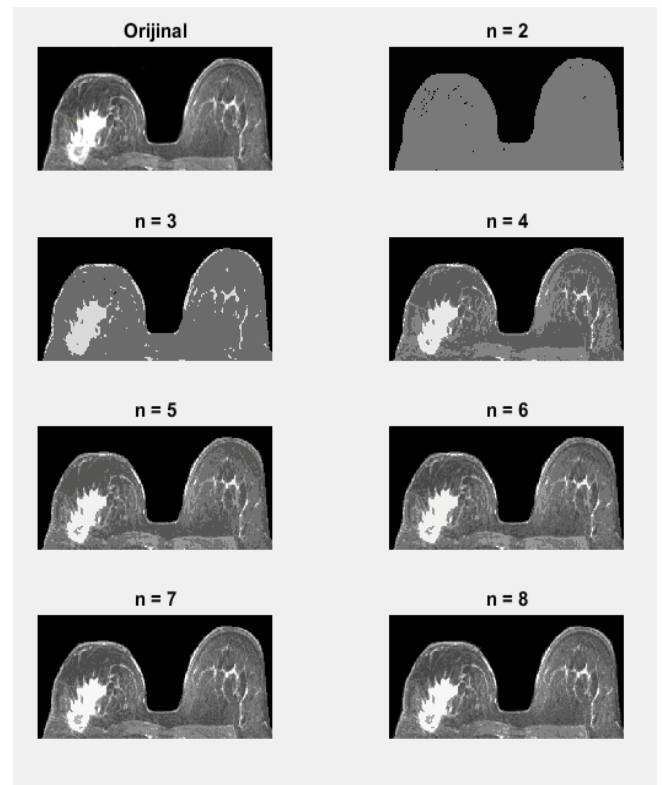 Orijinal
n = 2
n = 3
n = 4
n = 5
n = 6
n = 7
n = 8